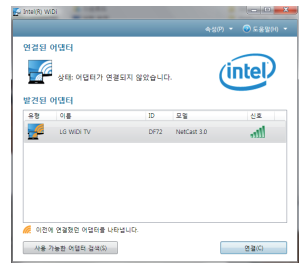 Intel(R) WiDi
속성(P) 도움말(H)
연결된 어댑터
상태: 어댑터가 연결되지 않았습니다.
intel
발견된 어댑터
유형 이름 ID 모델 신호
LG WiDi TV DF72 NetCast 3.0
이전에 연결했던 어댑터를 나타냅니다.
사용 가능한 어댑터 검색(S) 연결(C)